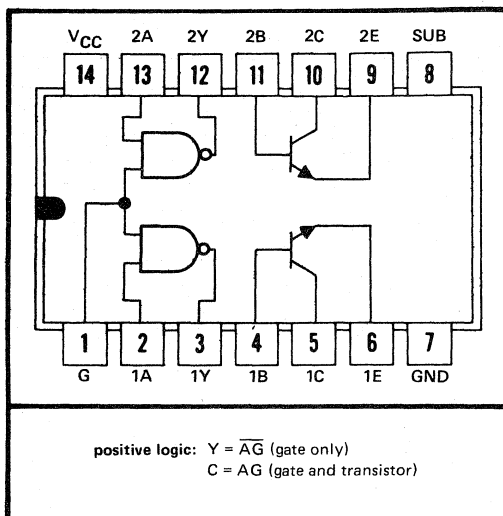 VCC 2A 2Y 2B 2C 2E SUB
14 13 12 11 10 9 8
1 2 3 4 5 6 7
G 1A 1Y 1B 1C 1E GND
positive logic: Y = A̅G̅ (gate only)
C = AG (gate and transistor)